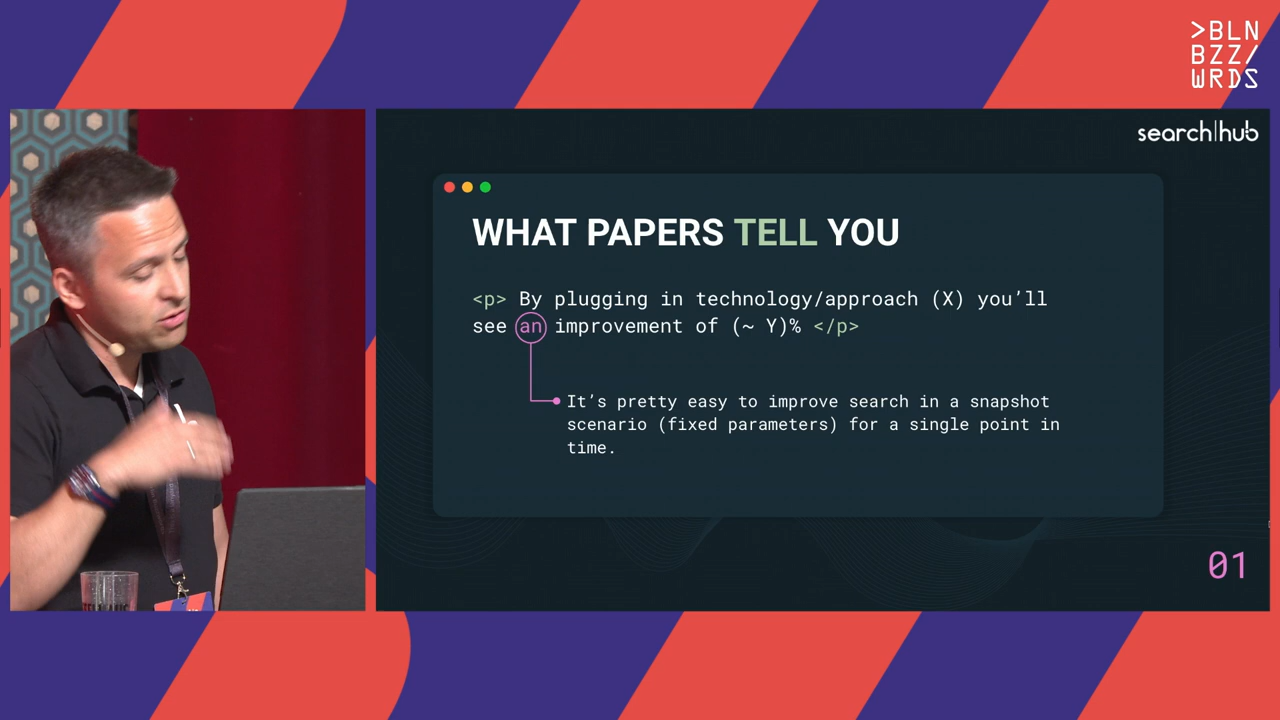 >BLN
BZZ/
WRDS
search|hub
WHAT PAPERS TELL YOU
<p> By plugging in technology/approach (X) you’ll
see an improvement of (~ Y)% </p>
It’s pretty easy to improve search in a snapshot
scenario (fixed parameters) for a single point in
time.
01